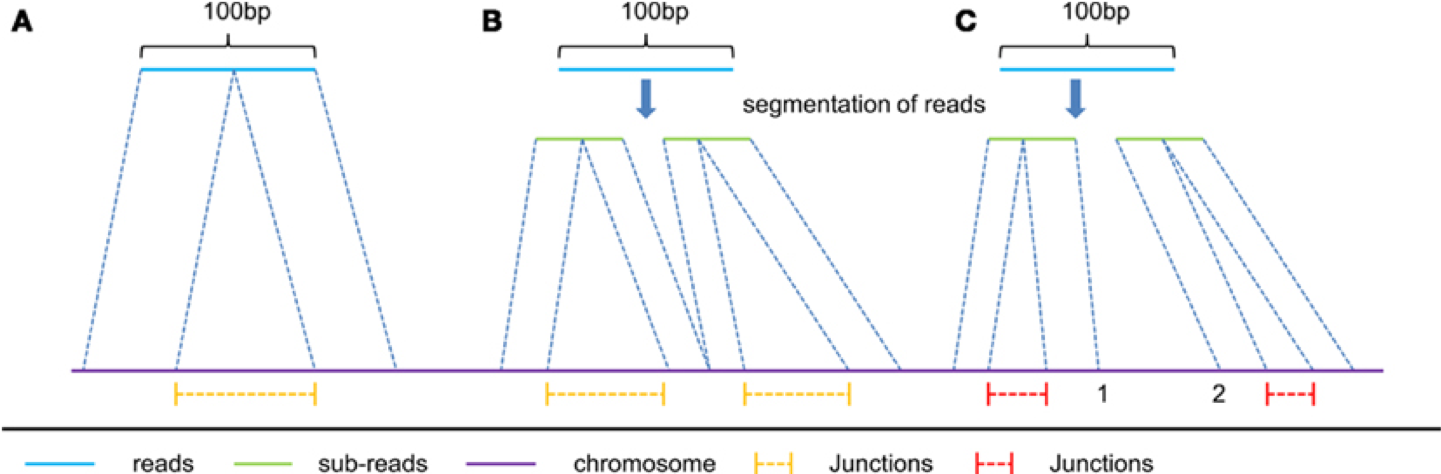 A
100bp
B
100bp
C
100bp
segmentation of reads
1
2
reads
sub-reads
chromosome
Junctions
Junctions